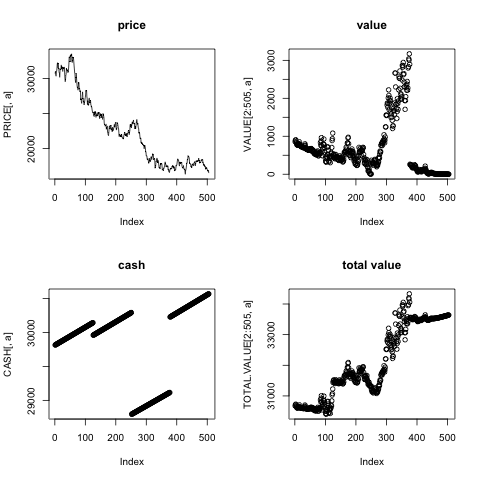 price
PRICE[, a]
20000
30000
0
100
200
300
400
500
Index
value
VALUE[2:505, a]
0
1000
2000
3000
0
100
200
300
400
500
Index
cash
CASH[, a]
29000
30000
0
100
200
300
400
500
Index
total value
TOTAL.VALUE[2:505, a]
31000
33000
0
100
200
300
400
500
Index